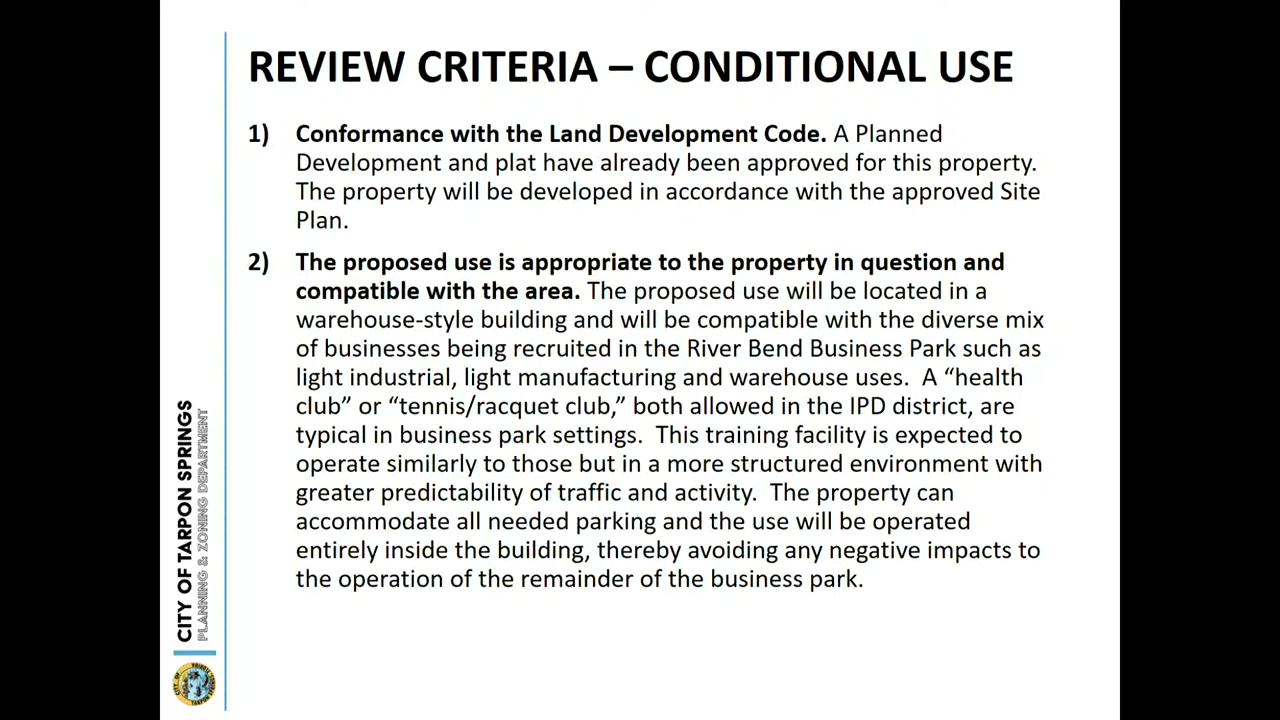 REVIEW CRITERIA – CONDITIONAL USE
1) Conformance with the Land Development Code. A Planned
Development and plat have already been approved for this property.
The property will be developed in accordance with the approved Site
Plan.
2) The proposed use is appropriate to the property in question and
compatible with the area. The proposed use will be located in a
warehouse-style building and will be compatible with the diverse mix
of businesses being recruited in the River Bend Business Park such as
light industrial, light manufacturing and warehouse uses. A “health
club” or “tennis/racquet club,” both allowed in the IPD district, are
typical in business park settings. This training facility is expected to
operate similarly to those but in a more structured environment with
greater predictability of traffic and activity. The property can
accommodate all needed parking and the use will be operated
entirely inside the building, thereby avoiding any negative impacts to
the operation of the remainder of the business park.
CITY OF TARPON SPRINGS
PLANNING & ZONING DEPARTMENT